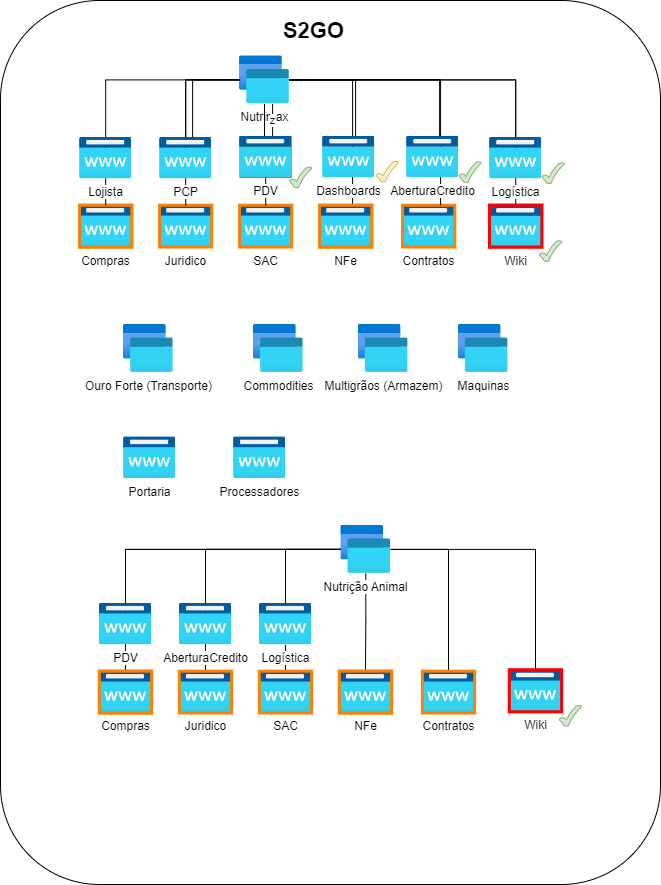 S2GO
Nutrirzax
www www www www www www
Lojista PCP PDV Dashboards AberturaCredito Logística
www www www www www www
Compras Juridico SAC NFe Contratos Wiki
Ouro Forte (Transporte) Commodities Multigrãos (Armazem) Maquinas
www www
Portaria Processadores
Nutrição Animal
www www www
PDV AberturaCredito Logística
www www www www www www
Compras Juridico SAC NFe Contratos Wiki